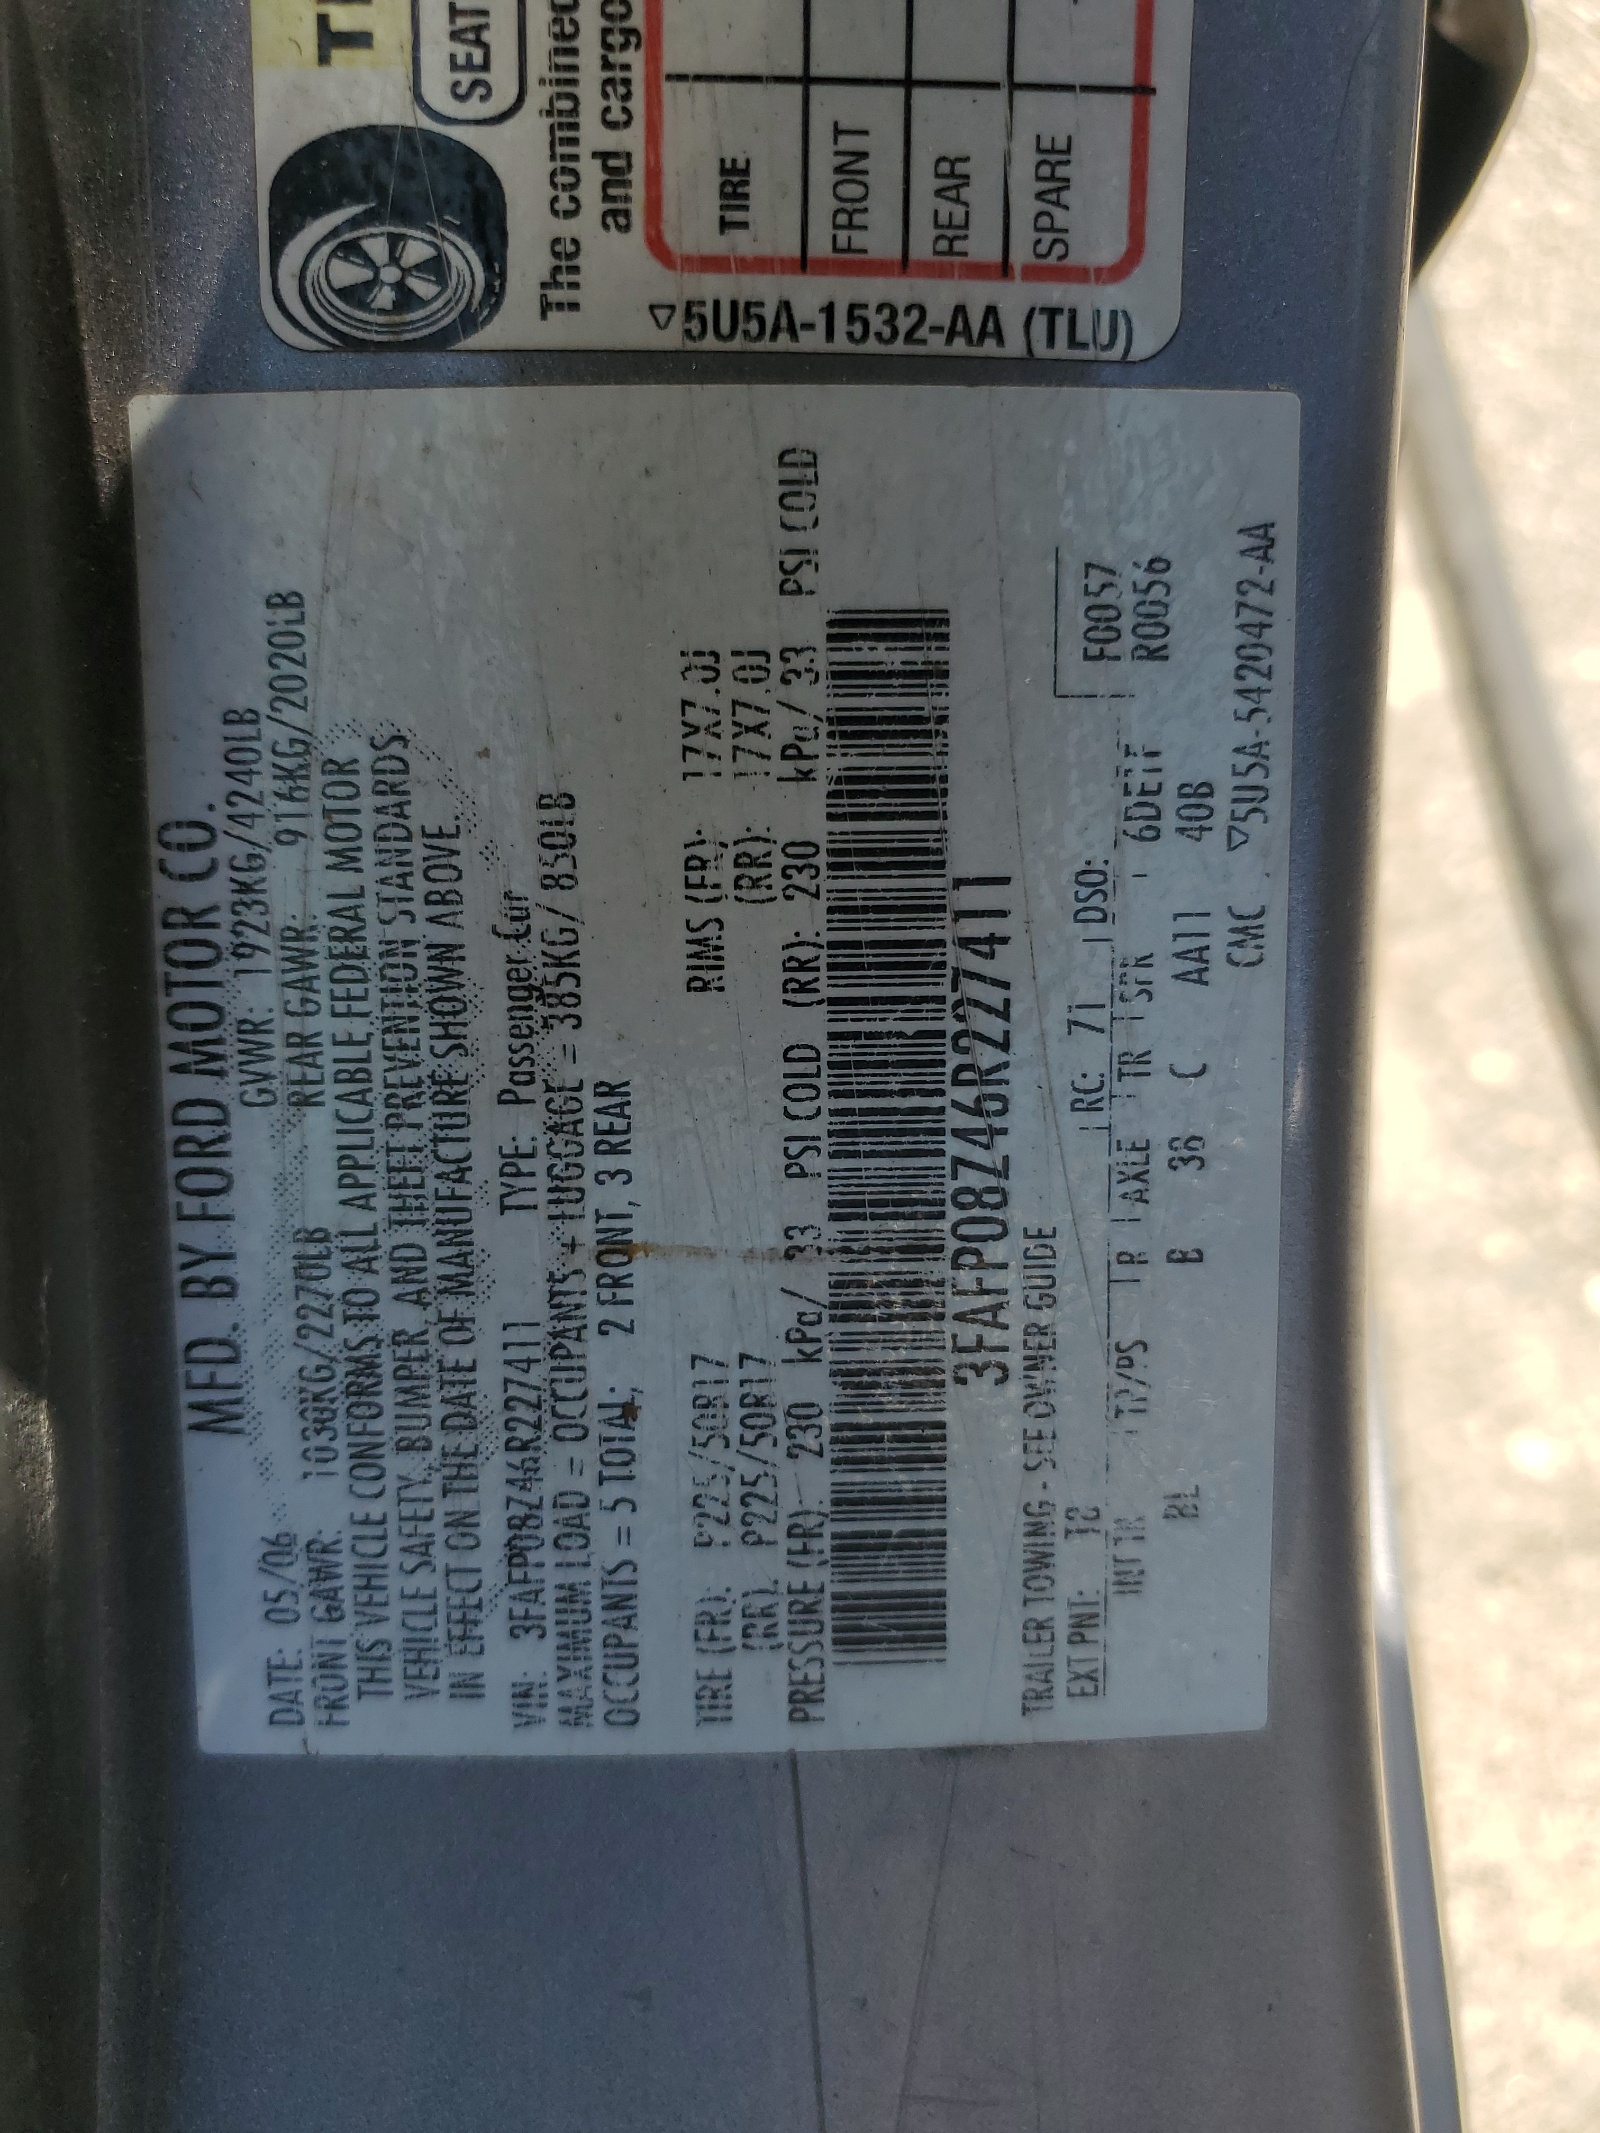 MFD. BY FORD MOTOR CO.
DATE: 05/06 GVWR: 1923KG/4240LB
FRONT GAWR: 1030KG/2270LB REAR GAWR: 916KG/2020LB
THIS VEHICLE CONFORMS TO ALL APPLICABLE FEDERAL MOTOR
VEHICLE SAFETY, BUMPER, AND THEFT PREVENTION STANDARDS
IN EFFECT ON THE DATE OF MANUFACTURE SHOWN ABOVE.
VIN: 3FAFP08Z46R227411 TYPE: Passenger Car
MAXIMUM LOAD = OCCUPANTS + LUGGAGE = 385KG/850LB
OCCUPANTS = 5 TOTAL; 2 FRONT, 3 REAR
TIRE (FR): P225/50R17 RIMS (FR): 17X7.0J
(RR): P225/50R17 (RR): 17X7.0J
PRESSURE (FR): 230 kPa/ 33 PSI COLD (RR): 230 kPa/ 33 PSI COLD
3FAFP08Z46R227411
TRAILER TOWING - SEE OWNER GUIDE
EXT PNT: T8 RC: 71 DSO: F0057
INT TR TP/PS R AXLE TR SPR R0056
BL B 38 C AA11 40B
CMC ▽5U5A-5420472-AA
SEAT
The combined
and cargo
TIRE
FRONT
REAR
SPARE
▽5U5A-1532-AA (TLU)